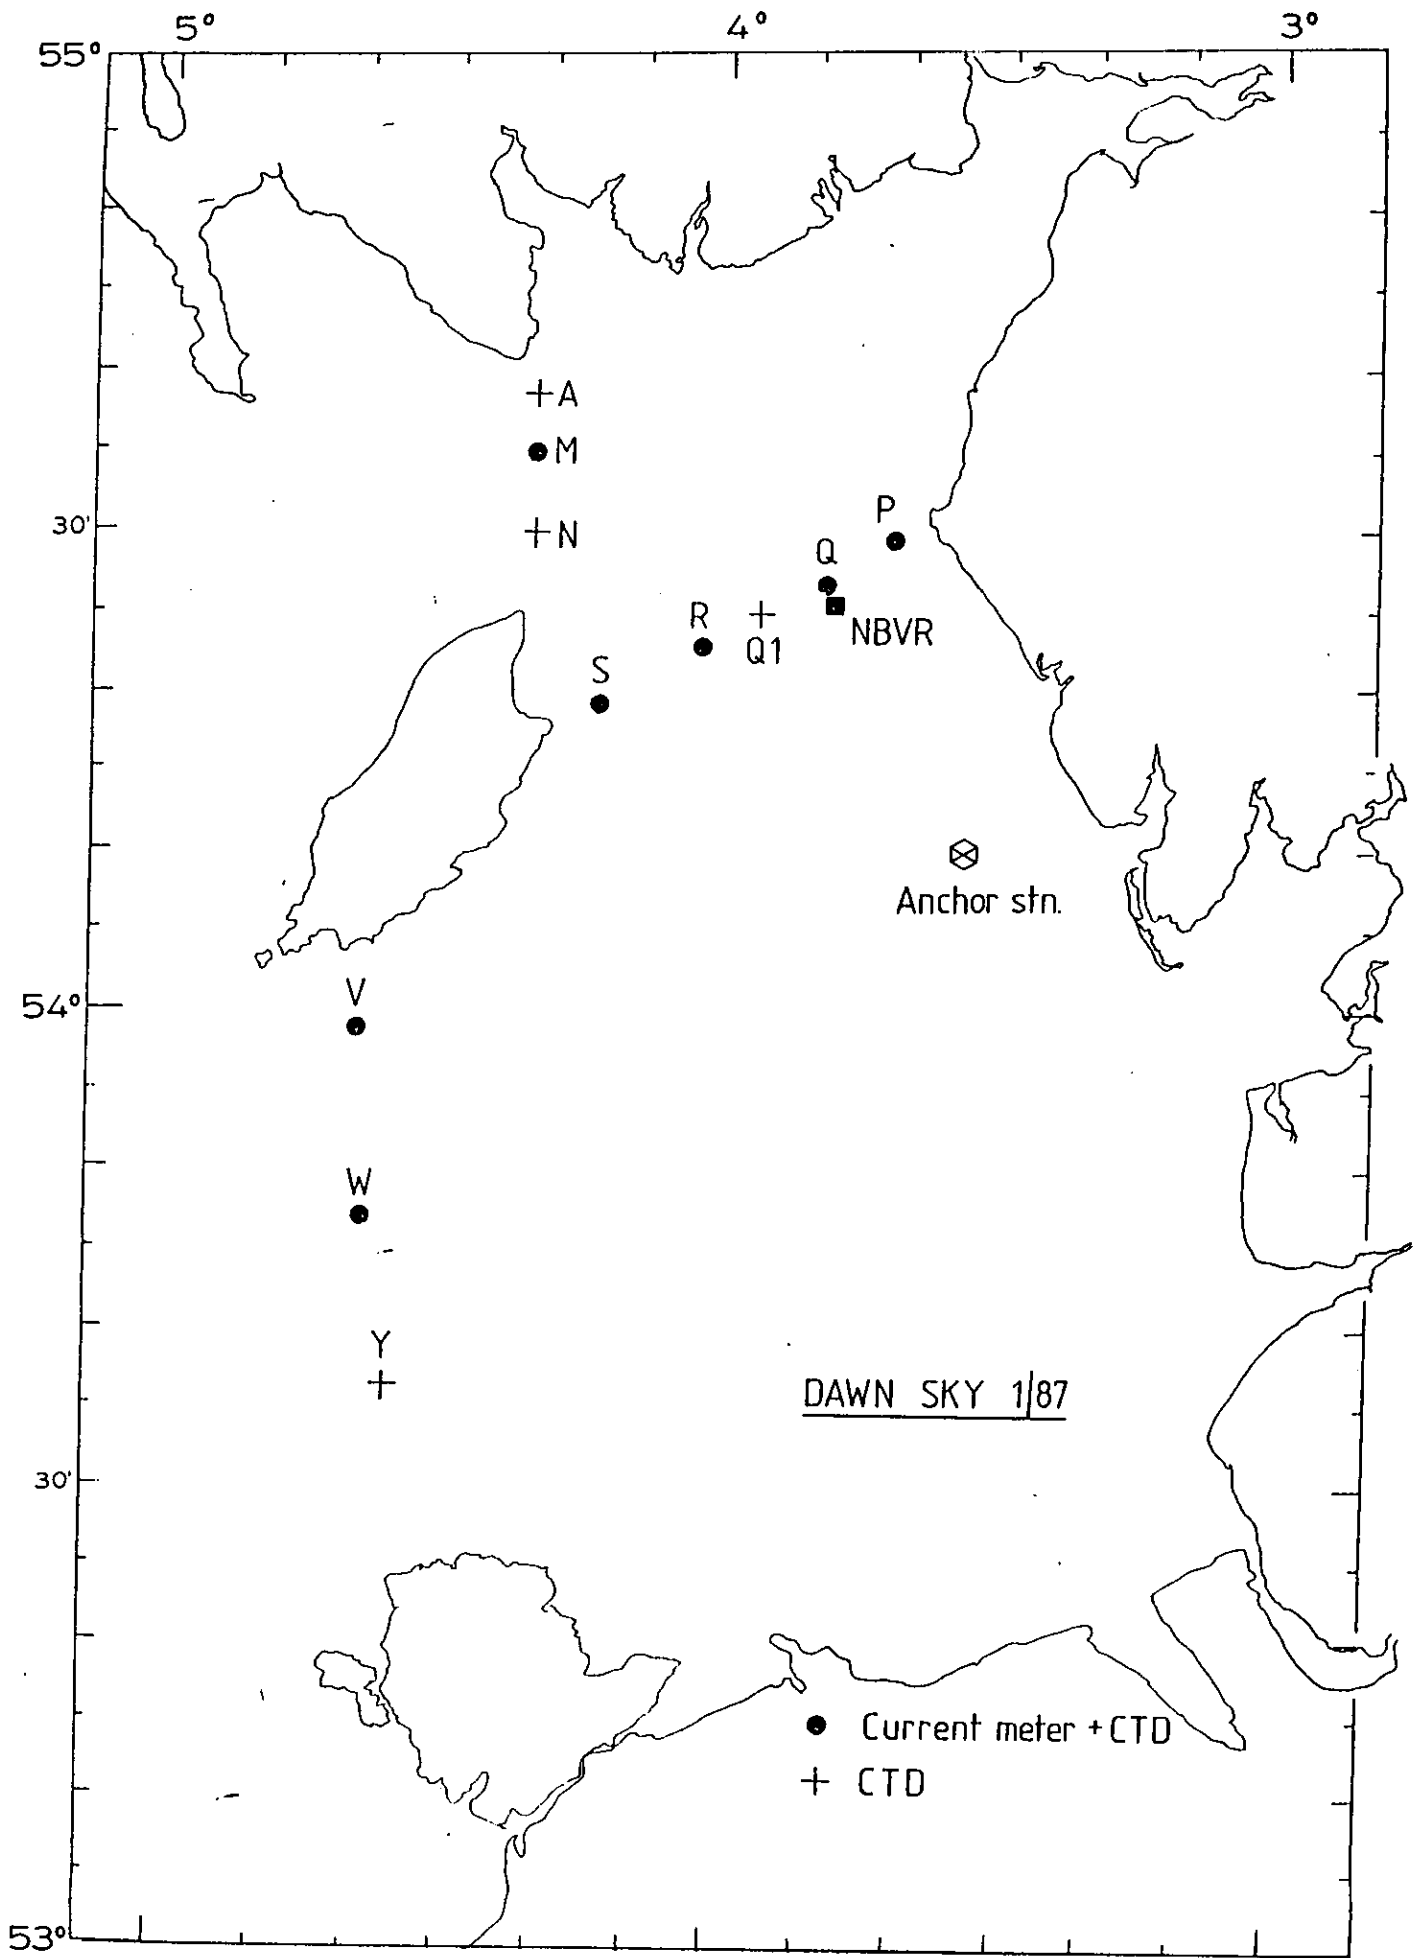 5° 4° 3°
55°
A
M
30'
N
P
Q
R
Q1
NBVR
S
Anchor stn.
V
54°
W
Y
DAWN SKY 1/87
30'
Current meter + CTD
CTD
53°